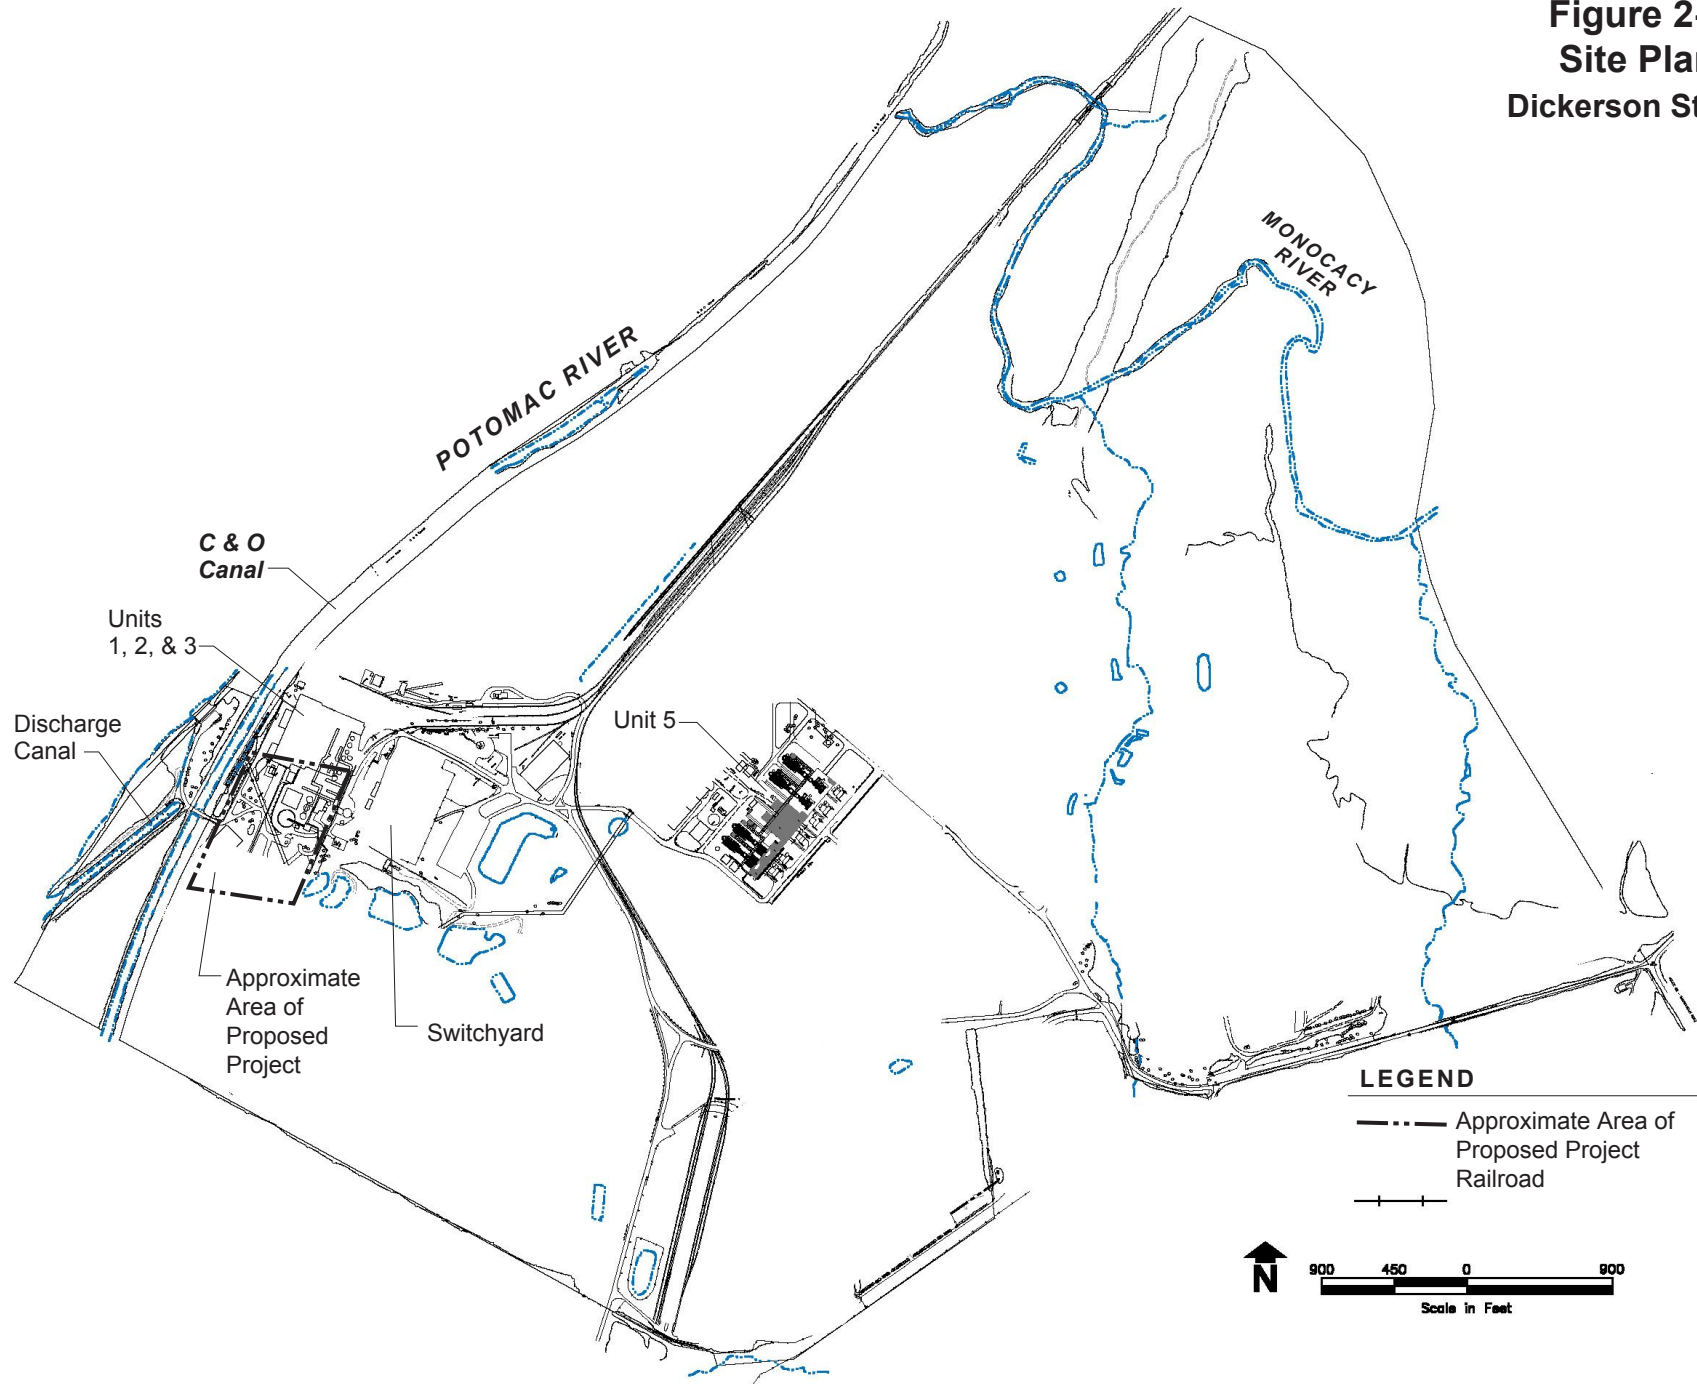 Figure 2-
Site Pla
Dickerson St
MONOCACY
RIVER
POTOMAC RIVER
C & O
Canal
Units
1, 2, & 3
Discharge
Canal
Unit 5
Approximate
Area of
Proposed
Project
Switchyard
LEGEND
Approximate Area of
Proposed Project
Railroad
N
900 450 0 900
Scale in Feet